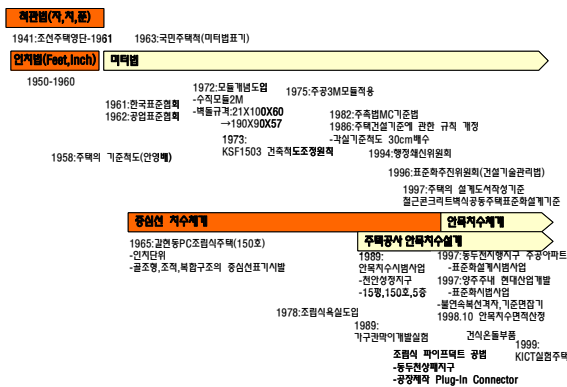 척관법(자,치,푼)
1941:조선주택영단-1961
1963:국민주택척(미터법표기)
인치법(Feet,Inch)
미터법
1950-1960
1972:모듈개념도입
-수직모듈2M
-벽돌규격:21X100X60
→190X90X57
1975:주공3M모듈적용
1961:한국표준협회
1962:공업표준협회
1982:주촉법MC기준법
1986:주택건설기준에 관한 규칙 개정
-각실기준척도 30cm배수
1973:
KSF1503 건축척도조정원칙
1994:행정쇄신위원회
1958:주택의 기준척도(안영배)
1996:표준화추진위원회(건설기술관리법)
1997:주택의 설계도서작성기준
철근콘크리트벽식공동주택표준화설계기준
중심선 치수체계
안목치수체계
주택공사 안목치수설계
1965:갈현동PC조립식주택(150호)
-인치단위
-골조형,조적,복합구조의 중심선표기시발
1989:
안목치수시범사업
-천안성정지구
-15평,150호,5층
1997:동두천지행지구 주공아파트
-표준화설계시범사업
1997:양주주내 현대산업개발
-표준화시범사업
-불연속복선격자,기준면잡기
1998.10 안목치수면적산정
1978:조립식욕실도입
1989:
가구칸막이개발실험
건식온돌부품
1999:
KICT실험주택
조립식 파이프덕트 공법
-동두천상패지구
-공장제작 Plug-In Connector